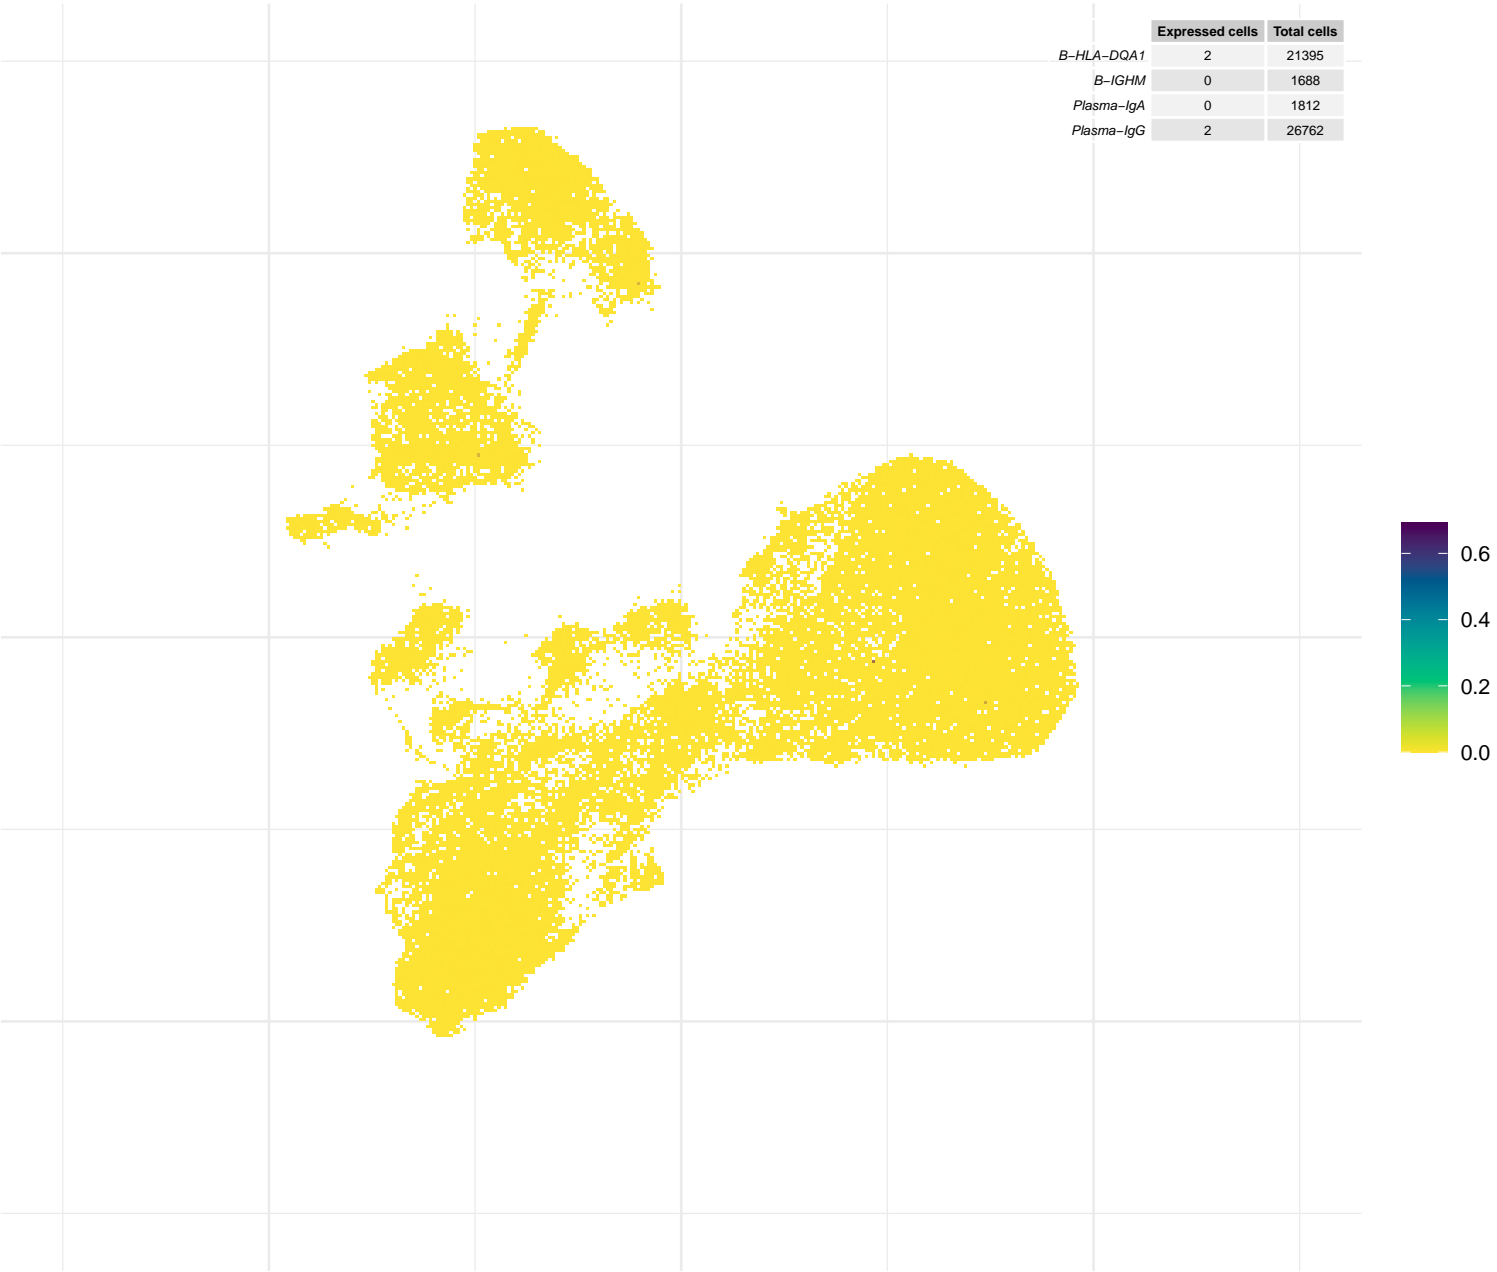 Expressed cells Total cells
B−HLA−DQA1 2 21395
B−IGHM 0 1688
Plasma−IgA 0 1812
Plasma−IgG 2 26762
0.6
0.4
0.2
0.0